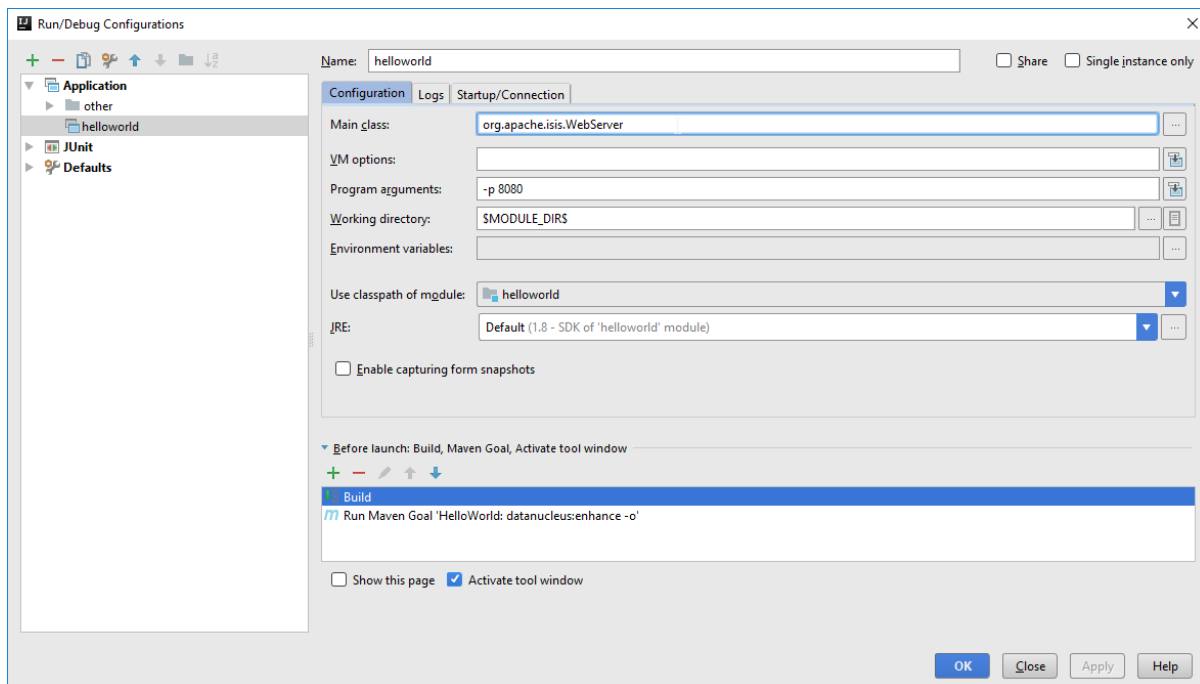 Run/Debug Configurations
Name: helloworld
Share
Single instance only
Application
other
helloworld
JUnit
Defaults
Configuration Logs Startup/Connection
Main class: org.apache.isis.WebServer
VM options:
Program arguments: -p 8080
Working directory: $MODULE_DIR$
Environment variables:
Use classpath of module: helloworld
JRE: Default (1.8 - SDK of 'helloworld' module)
Enable capturing form snapshots
Before launch: Build, Maven Goal, Activate tool window
Build
Run Maven Goal 'HelloWorld: datanucleus:enhance -o'
Show this page Activate tool window
OK Close Apply Help